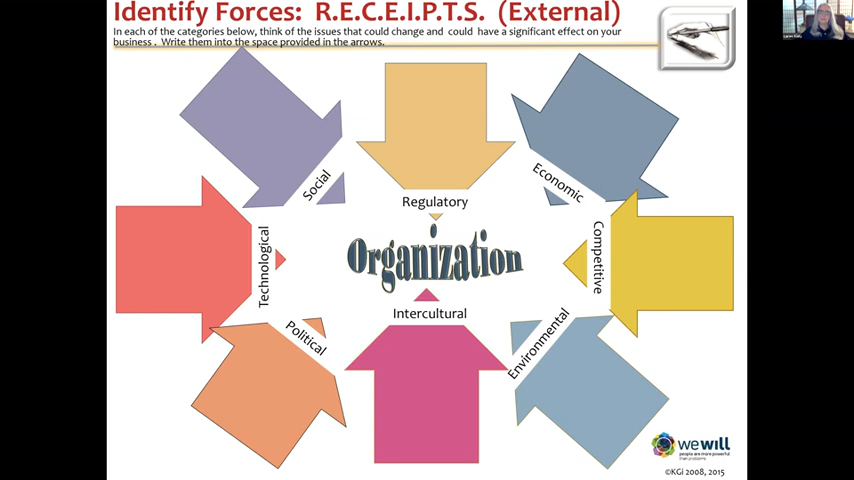 Identify Forces: R.E.C.E.I.P.T.S. (External)
In each of the categories below, think of the issues that could change and could have a significant effect on your
business . Write them into the space provided in the arrows.
Social
Regulatory
Economic
Technological
Organization
Competitive
Political
Intercultural
Environmental
we will
people are more powerful
than problems
©KGi 2008, 2015